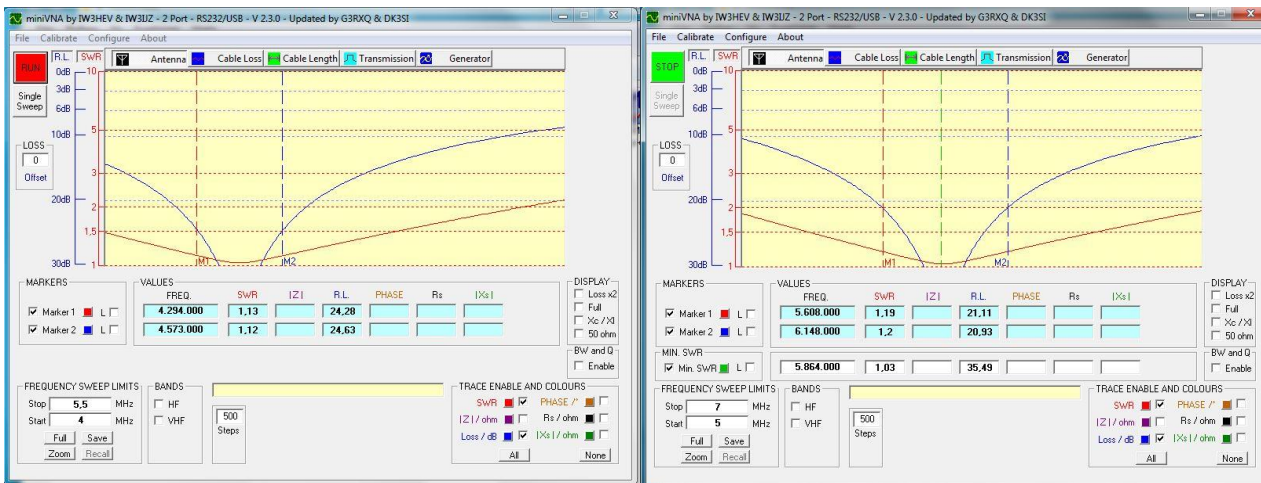 miniVNA by IW3HEV & IW3IJZ - 2 Port - RS232/USB - V 2.3.0 - Updated by G3RXQ & DK3SI
File Calibrate Configure About
RUN
R.L. SWR Antenna Cable Loss Cable Length Transmission Generator
0dB 10
Single Sweep
3dB
6dB
10dB 5
LOSS
0
Offset
3
20dB
2
1,5
30dB 1
M1 M2
MARKERS
VALUES
DISPLAY
FREQ. SWR |Z| R.L. PHASE Rs |Xs|
Loss x2
Marker 1 L 4.294.000 1,13 24,28
Full
Marker 2 L 4.573.000 1,12 24,63
Xc / Xl
50 ohm
BW and Q
Enable
FREQUENCY SWEEP LIMITS
BANDS
TRACE ENABLE AND COLOURS
Stop 5,5 MHz
HF
SWR PHASE /°
Start 4 MHz
VHF
500
Steps
|Z| / ohm Rs / ohm
Full Save
Loss / dB |Xs| / ohm
Zoom Recall
All None
miniVNA by IW3HEV & IW3IJZ - 2 Port - RS232/USB - V 2.3.0 - Updated by G3RXQ & DK3SI
File Calibrate Configure About
STOP
R.L. SWR Antenna Cable Loss Cable Length Transmission Generator
0dB 10
Single Sweep
3dB
6dB
10dB 5
LOSS
0
Offset
3
20dB
2
1,5
30dB 1
M1 M2
MARKERS
VALUES
DISPLAY
FREQ. SWR |Z| R.L. PHASE Rs |Xs|
Loss x2
Marker 1 L 5.608.000 1,19 21,11
Full
Marker 2 L 6.148.000 1,2 20,93
Xc / Xl
50 ohm
MIN. SWR
BW and Q
Min. SWR L 5.864.000 1,03 35,49
Enable
FREQUENCY SWEEP LIMITS
BANDS
TRACE ENABLE AND COLOURS
Stop 7 MHz
HF
SWR PHASE /°
Start 5 MHz
VHF
500
Steps
|Z| / ohm Rs / ohm
Full Save
Loss / dB |Xs| / ohm
Zoom Recall
All None